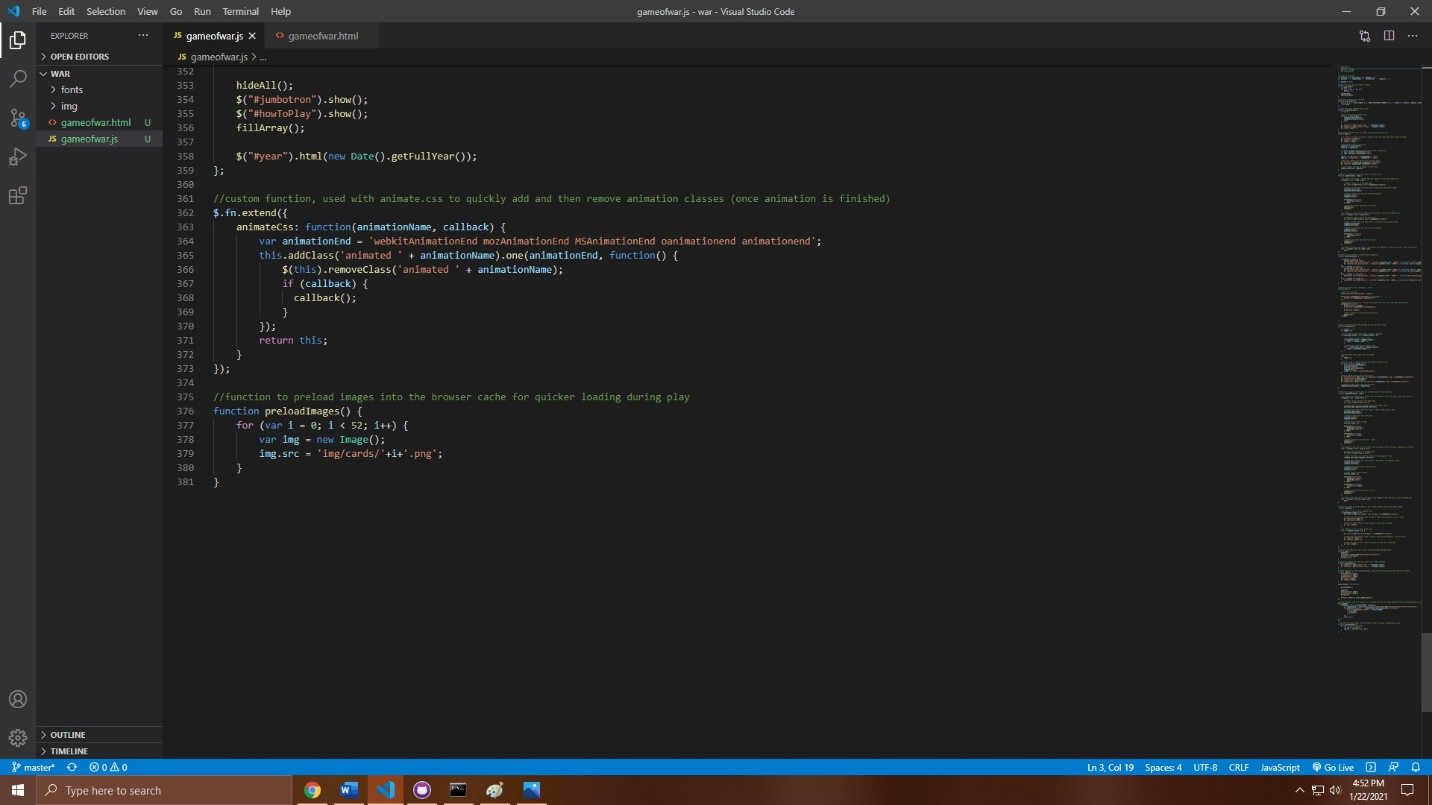 File Edit Selection View Go Run Terminal Help
gameofwar.js - war - Visual Studio Code
EXPLORER
OPEN EDITORS
WAR
fonts
img
gameofwar.html U
gameofwar.js U
OUTLINE
TIMELINE
6
JS gameofwar.js
<> gameofwar.html
JS gameofwar.js > ...
352
353 hideAll();
354 $("#jumbotron").show();
355 $("#howToPlay").show();
356 fillArray();
357
358 $("#year").html(new Date().getFullYear());
359 };
360
361 //custom function, used with animate.css to quickly add and then remove animation classes (once animation is finished)
362 $.fn.extend({
363 animateCss: function(animationName, callback) {
364 var animationEnd = 'webkitAnimationEnd mozAnimationEnd MSAnimationEnd oanimationend animationend';
365 this.addClass('animated ' + animationName).one(animationEnd, function() {
366 $(this).removeClass('animated ' + animationName);
367 if (callback) {
368 callback();
369 }
370 });
371 return this;
372 }
373 });
374
375 //function to preload images into the browser cache for quicker loading during play
376 function preloadImages() {
377 for (var i = 0; i < 52; i++) {
378 var img = new Image();
379 img.src = 'img/cards/'+i+'.png';
380 }
381 }
master* 0 0
Ln 3, Col 19 Spaces: 4 UTF-8 CRLF JavaScript Go Live
Type here to search
4:52 PM
1/22/2021